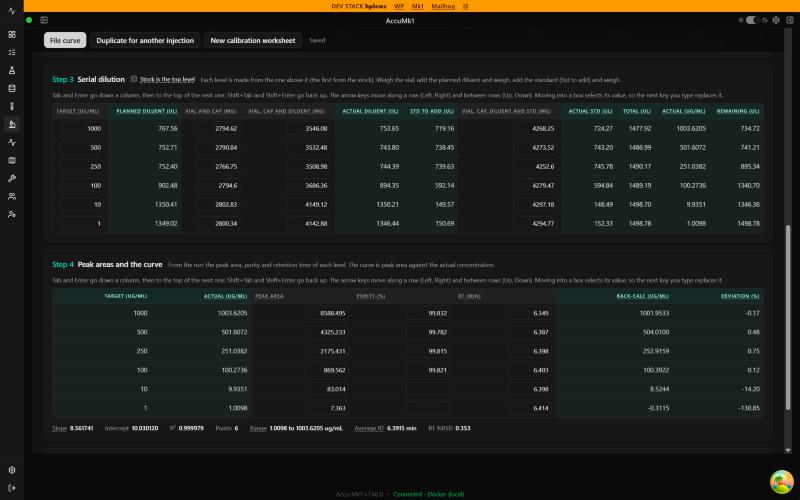 DEV STACK hplcws WP Mk1 Mailhog IS
AccuMk1
File curve Duplicate for another injection New calibration worksheet Saved
Step 3 Serial dilution Stock is the top level Each level is made from the one above it (the first from the stock). Weigh the vial, add the planned diluent and weigh, add the standard (Std to add) and weigh.
Tab and Enter go down a column, then to the top of the next one; Shift+Tab and Shift+Enter go back up. The arrow keys move along a row (Left, Right) and between rows (Up, Down). Moving into a box selects its value, so the next key you type replaces it.
TARGET (UG/ML) PLANNED DILUENT (UL) VIAL AND CAP (MG) VIAL, CAP AND DILUENT (MG) ACTUAL DILUENT (UL) STD TO ADD (UL) VIAL, CAP, DILUENT AND STD (MG) ACTUAL STD (UL) TOTAL (UL) ACTUAL (UG/ML) REMAINING (UL)
1000 767.56 2794.62 3546.08 753.65 719.16 4268.25 724.27 1477.92 1003.6205 734.72
500 752.71 2790.84 3532.48 743.80 738.45 4273.52 743.20 1486.99 501.6072 741.21
250 752.40 2766.75 3508.98 744.39 739.63 4252.6 745.78 1490.17 251.0382 895.34
100 902.48 2794.6 3686.36 894.35 592.14 4279.47 594.84 1489.19 100.2736 1340.70
10 1350.41 2802.83 4149.12 1350.21 149.57 4297.18 148.49 1498.70 9.9351 1346.36
1 1349.02 2800.34 4142.88 1346.44 150.69 4294.77 152.33 1498.78 1.0098 1498.78
Step 4 Peak areas and the curve From the run: the peak area, purity and retention time of each level. The curve is peak area against the actual concentration.
Tab and Enter go down a column, then to the top of the next one; Shift+Tab and Shift+Enter go back up. The arrow keys move along a row (Left, Right) and between rows (Up, Down). Moving into a box selects its value, so the next key you type replaces it.
TARGET (UG/ML) ACTUAL (UG/ML) PEAK AREA PURITY (%) RT (MIN) BACK-CALC (UG/ML) DEVIATION (%)
1000 1003.6205 8588.495 99.832 6.349 1001.9533 -0.17
500 501.6072 4325.233 99.782 6.387 504.0100 0.48
250 251.0382 2175.431 99.815 6.398 252.9159 0.75
100 100.2736 869.562 99.821 6.403 100.3922 0.12
10 9.9351 83.014 6.398 8.5244 -14.20
1 1.0098 7.363 6.414 -0.3115 -130.85
Slope 8.561741 Intercept 10.030120 R² 0.999979 Points 6 Range 1.0098 to 1003.6205 ug/mL Average RT 6.3915 min RT %RSD 0.353
Accu-Mk1 v1.60.0 • Connected - Docker (local)